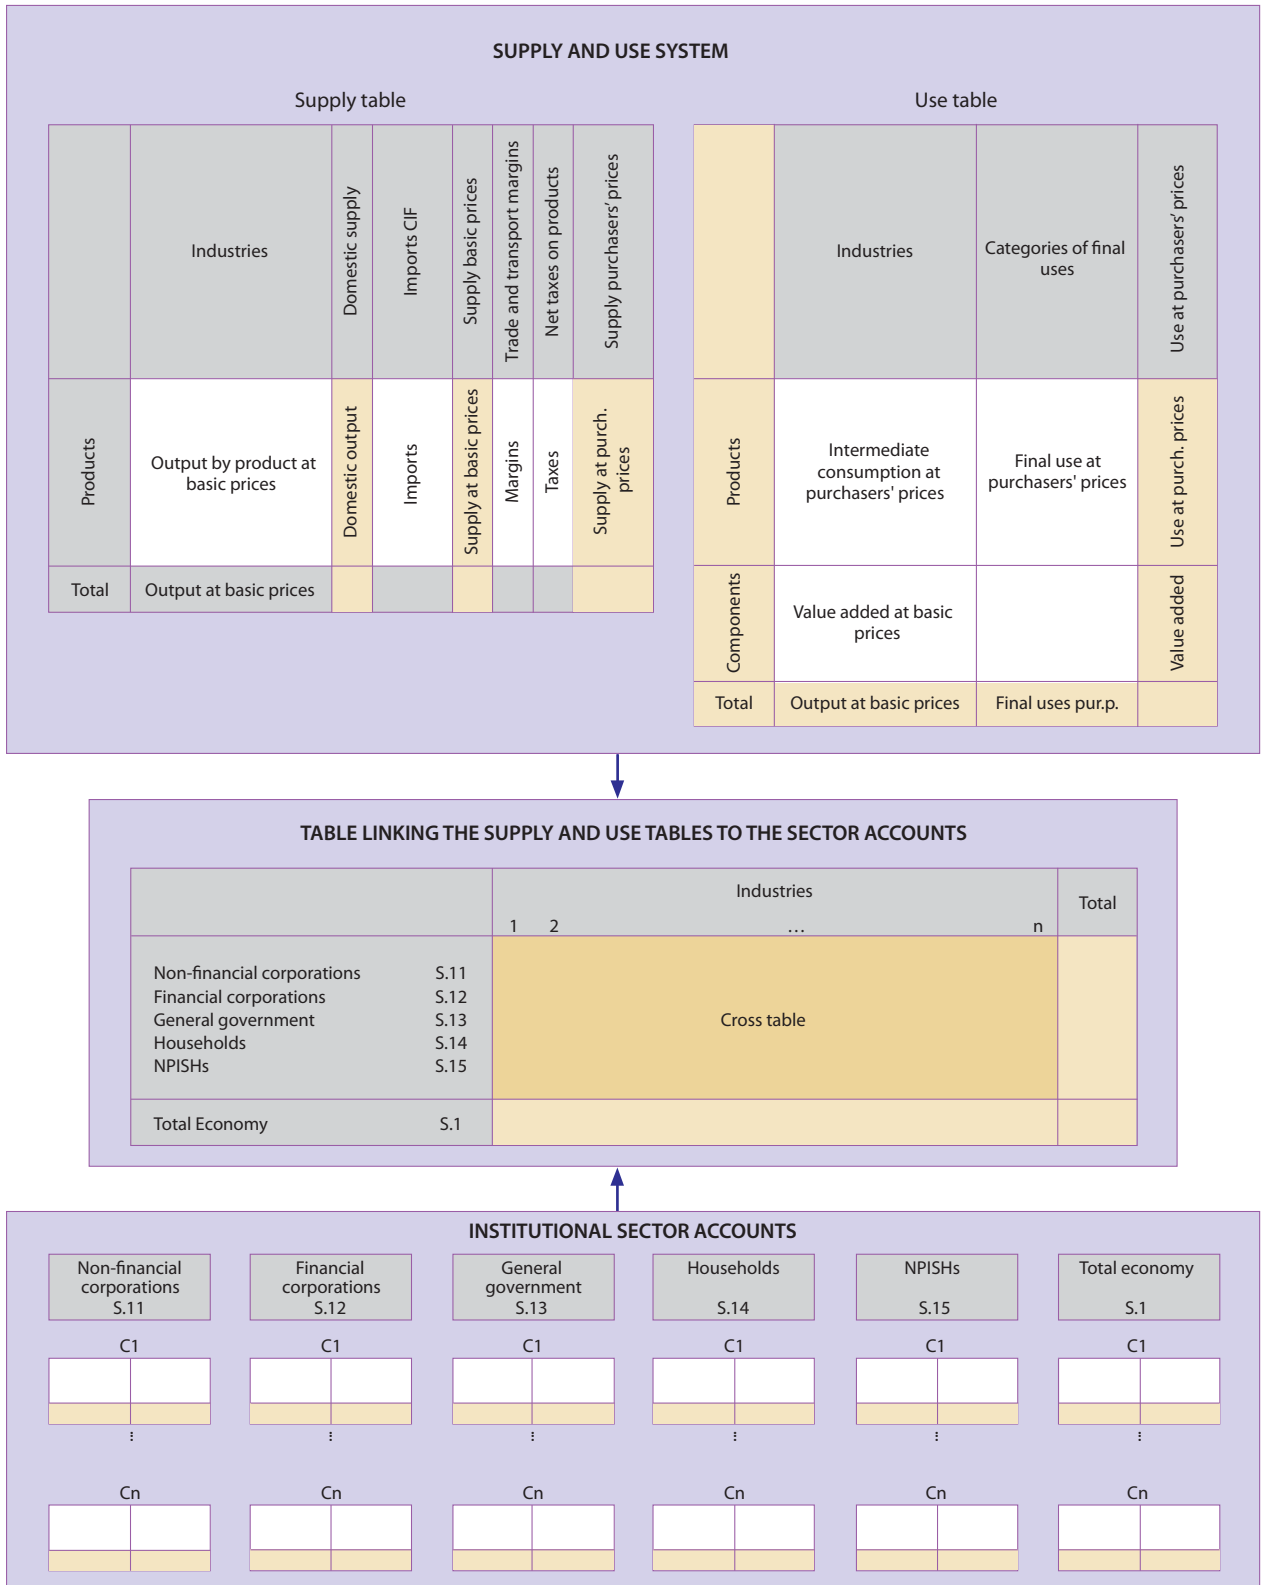 SUPPLY AND USE SYSTEM
Supply table
Industries
Domestic supply
Imports CIF
Supply basic prices
Trade and transport margins
Net taxes on products
Supply purchasers' prices
Products
Output by product at
basic prices
Domestic output
Imports
Supply at basic prices
Margins
Taxes
Supply at purch.
prices
Total
Output at basic prices
Use table
Industries
Categories of final
uses
Use at purchasers' prices
Products
Intermediate
consumption at
purchasers' prices
Final use at
purchasers' prices
Use at purch. prices
Components
Value added at basic
prices
Value added
Total
Output at basic prices
Final uses pur.p.
TABLE LINKING THE SUPPLY AND USE TABLES TO THE SECTOR ACCOUNTS
Industries
Total
1 2 … n
Non-financial corporations S.11
Financial corporations S.12
General government S.13
Households S.14
NPISHs S.15
Cross table
Total Economy S.1
INSTITUTIONAL SECTOR ACCOUNTS
Non-financial
corporations
S.11
Financial
corporations
S.12
General
government
S.13
Households
S.14
NPISHs
S.15
Total economy
S.1
C1 C1 C1 C1 C1 C1
⁝ ⁝ ⁝ ⁝ ⁝ ⁝
Cn Cn Cn Cn Cn Cn